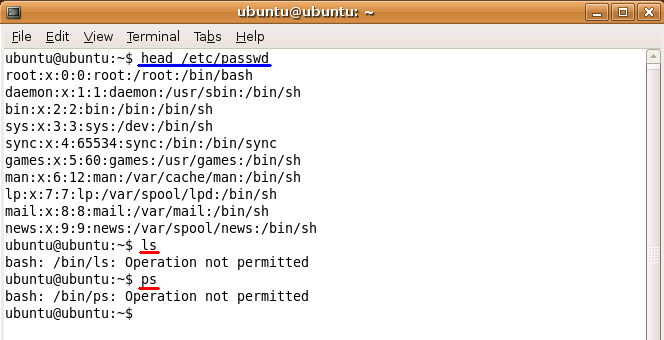 ubuntu@ubuntu: ~
File Edit View Terminal Tabs Help
ubuntu@ubuntu:~$ head /etc/passwd
root:x:0:0:root:/root:/bin/bash
daemon:x:1:1:daemon:/usr/sbin:/bin/sh
bin:x:2:2:bin:/bin:/bin/sh
sys:x:3:3:sys:/dev:/bin/sh
sync:x:4:65534:sync:/bin:/bin/sync
games:x:5:60:games:/usr/games:/bin/sh
man:x:6:12:man:/var/cache/man:/bin/sh
lp:x:7:7:lp:/var/spool/lpd:/bin/sh
mail:x:8:8:mail:/var/mail:/bin/sh
news:x:9:9:news:/var/spool/news:/bin/sh
ubuntu@ubuntu:~$ ls
bash: /bin/ls: Operation not permitted
ubuntu@ubuntu:~$ ps
bash: /bin/ps: Operation not permitted
ubuntu@ubuntu:~$